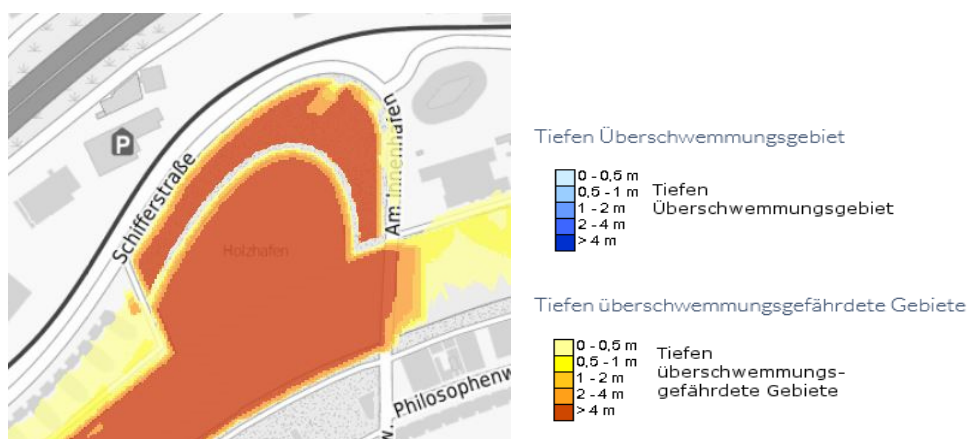 P
Schifferstraße
Am Innenhafen
Holzhafen
Philosophenw
w.
Tiefen Überschwemmungsgebiet
0 - 0,5 m
0,5 - 1 m
1 - 2 m
2 - 4 m
> 4 m
Tiefen
Überschwemmungsgebiet
Tiefen überschwemmungsgefährdete Gebiete
0 - 0,5 m
0,5 - 1 m
1 - 2 m
2 - 4 m
> 4 m
Tiefen
überschwemmungs-
gefährdete Gebiete